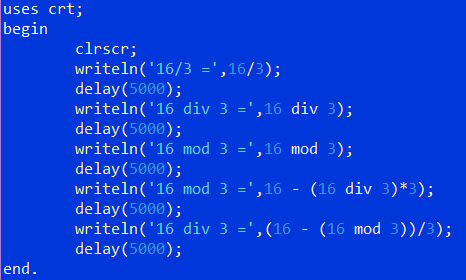 uses crt;
begin
        clrscr;
        writeln('16/3 =',16/3);
        delay(5000);
        writeln('16 div 3 =',16 div 3);
        delay(5000);
        writeln('16 mod 3 =',16 mod 3);
        delay(5000);
        writeln('16 mod 3 =',16 - (16 div 3)*3);
        delay(5000);
        writeln('16 div 3 =',(16 - (16 mod 3))/3);
        delay(5000);
end.